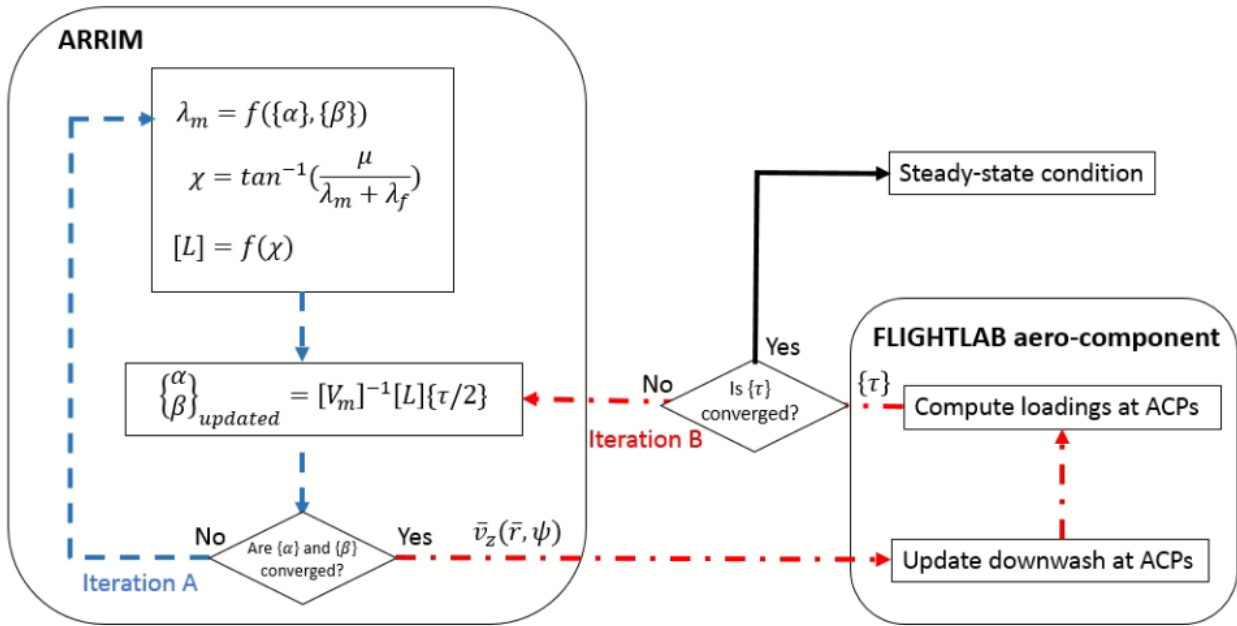 ARRIM
λ_m = f({α}, {β})
χ = tan⁻¹(μ / (λ_m + λ_f))
[L] = f(χ)
{α β}_updated = [V_m]⁻¹[L]{τ/2}
Are {α} and {β}
converged?
No
Yes
Iteration A
v̄_z(r̄, ψ)
Iteration B
No
Is {τ}
converged?
Yes
Steady-state condition
FLIGHTLAB aero-component
{τ}
Compute loadings at ACPs
Update downwash at ACPs